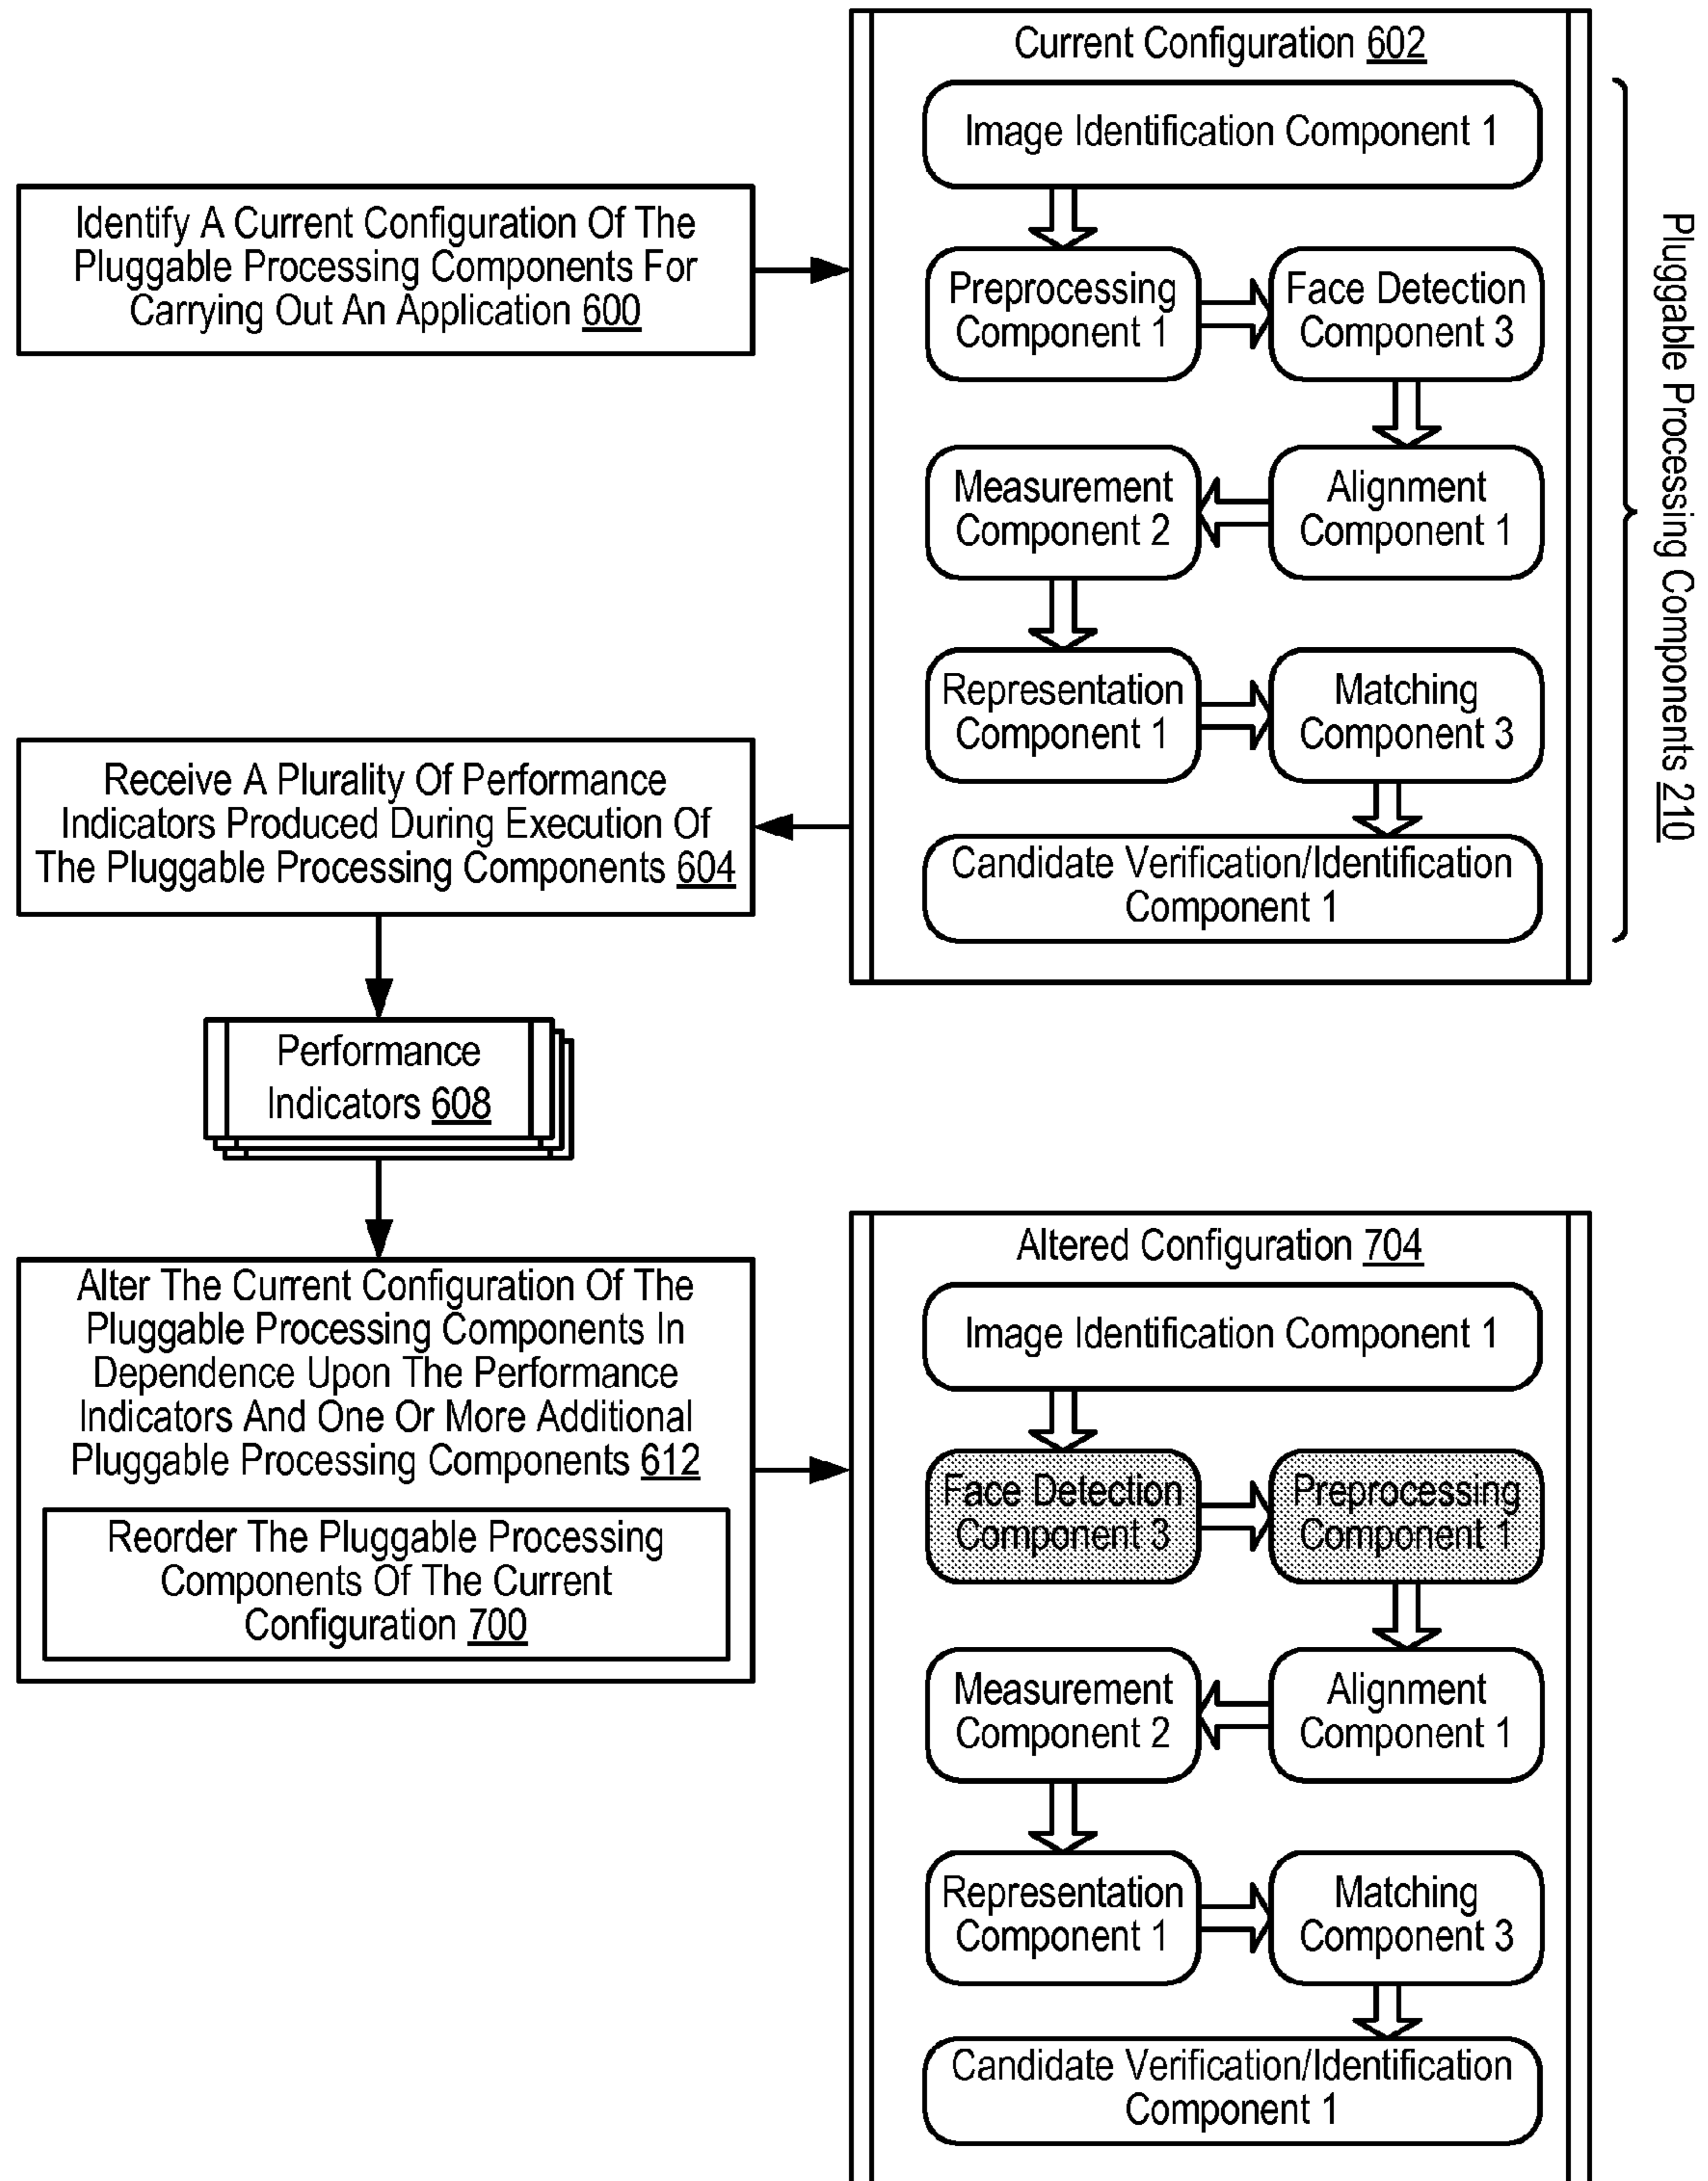 Current Configuration 602
Image Identification Component 1
Identify A Current Configuration Of The
Pluggable Processing Components For
Carrying Out An Application 600
Preprocessing
Component 1
Face Detection
Component 3
Measurement
Component 2
Alignment
Component 1
Representation
Component 1
Matching
Component 3
Candidate Verification/Identification
Component 1
Pluggable Processing Components 210
Receive A Plurality Of Performance
Indicators Produced During Execution Of
The Pluggable Processing Components 604
Performance
Indicators 608
Alter The Current Configuration Of The
Pluggable Processing Components In
Dependence Upon The Performance
Indicators And One Or More Additional
Pluggable Processing Components 612
Reorder The Pluggable Processing
Components Of The Current
Configuration 700
Altered Configuration 704
Image Identification Component 1
Face Detection
Component 3
Preprocessing
Component 1
Measurement
Component 2
Alignment
Component 1
Representation
Component 1
Matching
Component 3
Candidate Verification/Identification
Component 1